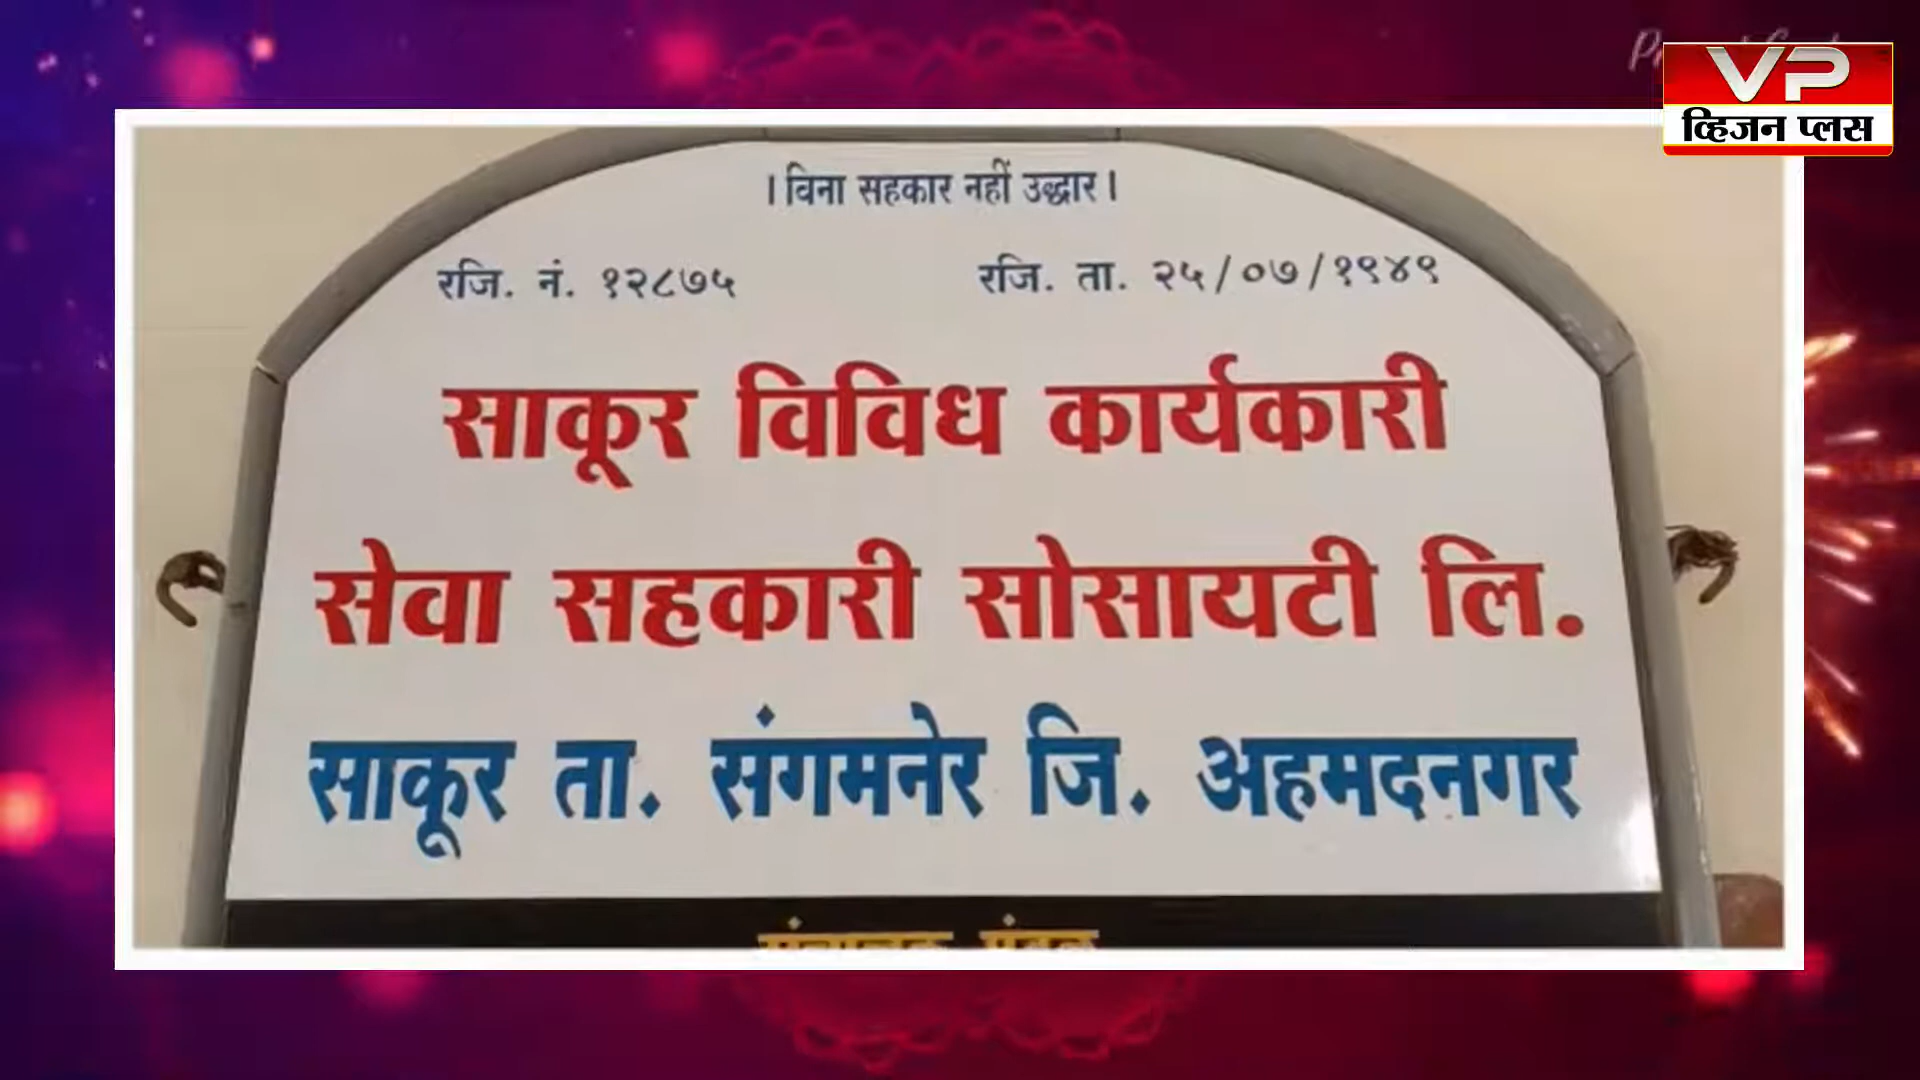 VP
व्हिजन प्लस
। विना सहकार नहीं उद्धार ।
रजि. नं. १२८७५ रजि. ता. २५/०७/१९४९
साकूर विविध कार्यकारी
सेवा सहकारी सोसायटी लि.
साकूर ता. संगमनेर जि. अहमदनगर